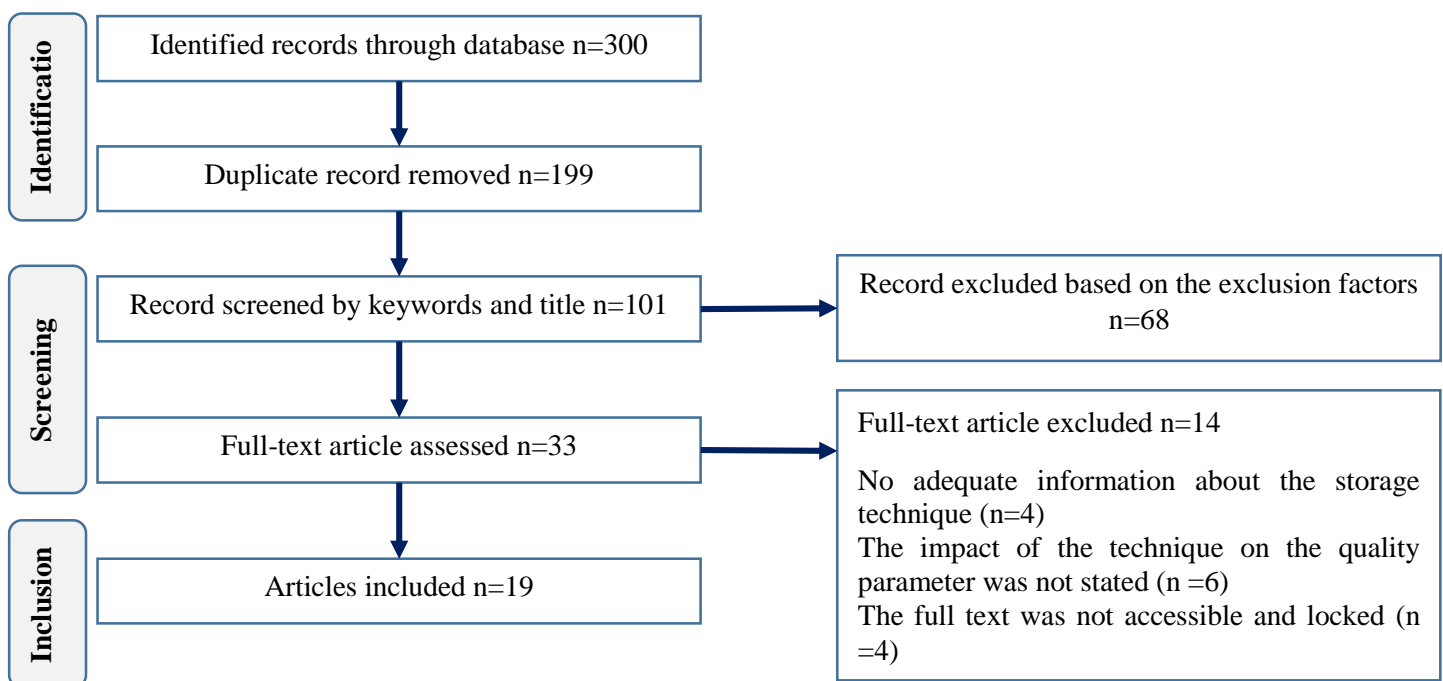 Identificatio
Identified records through database n=300
Duplicate record removed n=199
Screening
Record screened by keywords and title n=101
Record excluded based on the exclusion factors
n=68
Full-text article assessed n=33
Full-text article excluded n=14
No adequate information about the storage
technique (n=4)
The impact of the technique on the quality
parameter was not stated (n =6)
The full text was not accessible and locked (n
=4)
Inclusion
Articles included n=19